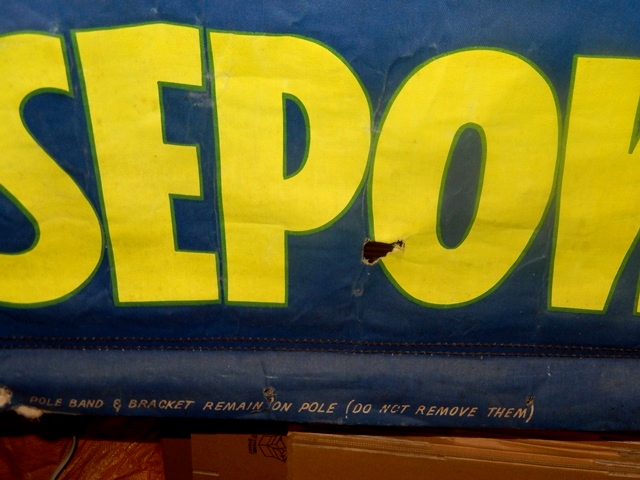 SEPOW
POLE BAND & BRACKET REMAIN ON POLE (DO NOT REMOVE THEM)